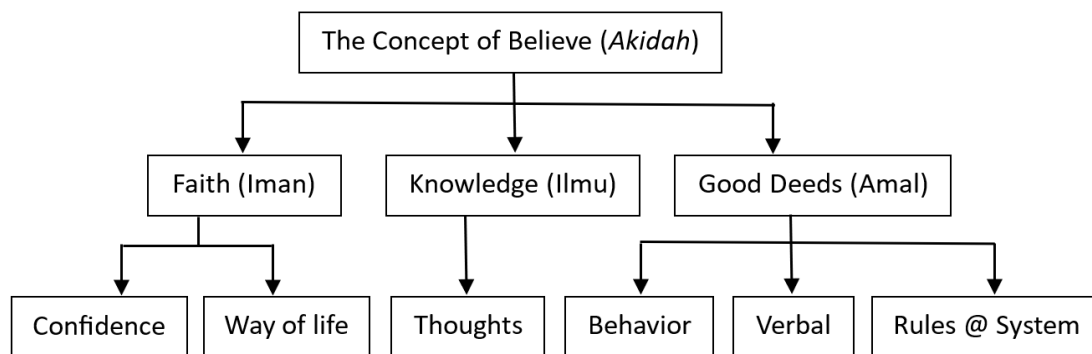 The Concept of Believe (Akidah)
Faith (Iman)
Knowledge (Ilmu)
Good Deeds (Amal)
Confidence
Way of life
Thoughts
Behavior
Verbal
Rules @ System